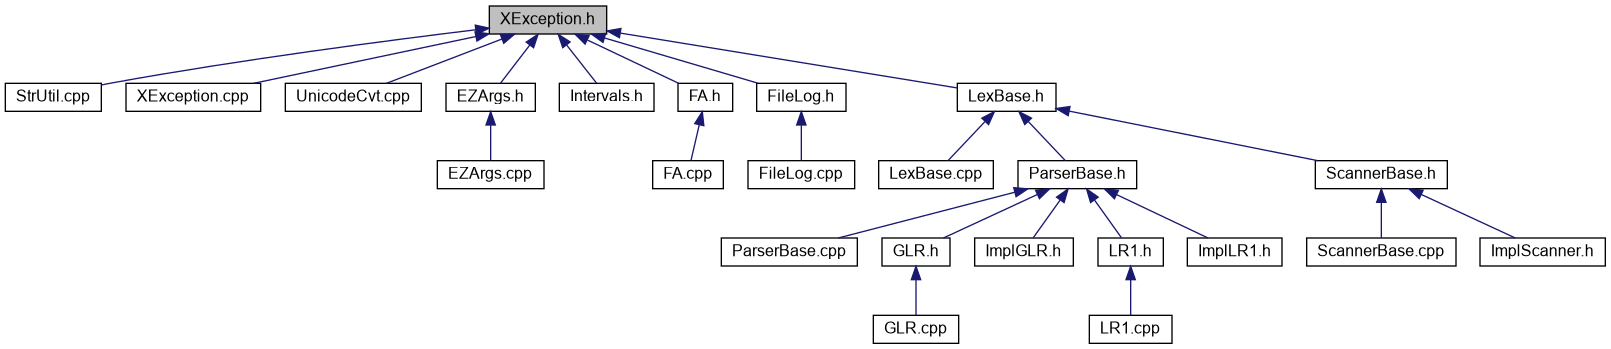 XException.h
StrUtil.cpp
XException.cpp
UnicodeCvt.cpp
EZArgs.h
Intervals.h
FA.h
FileLog.h
LexBase.h
EZArgs.cpp
FA.cpp
FileLog.cpp
LexBase.cpp
ParserBase.h
ScannerBase.h
ParserBase.cpp
GLR.h
ImplGLR.h
LR1.h
ImplLR1.h
ScannerBase.cpp
ImplScanner.h
GLR.cpp
LR1.cpp